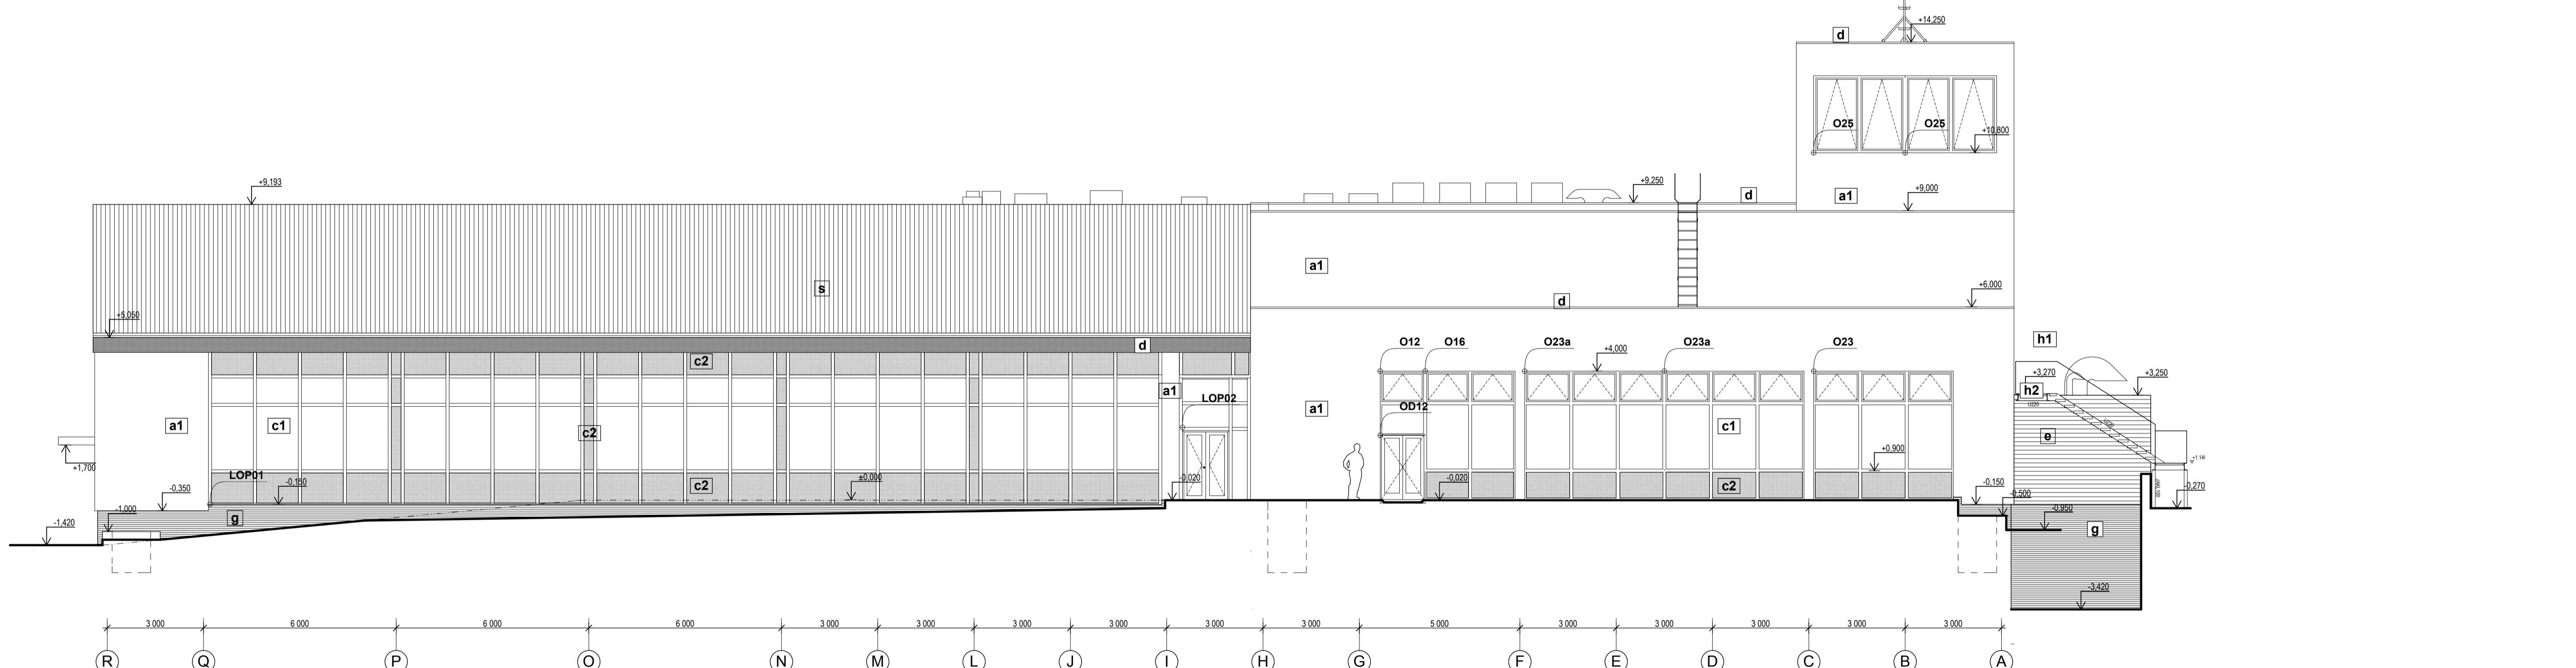 d
+14,250
O25
O25
+10,800
+9,193
+9,250
d
a1
+9,000
a1
s
d
+6,000
+5,050
d
c2
O12
O16
O23a
+4,000
O23a
O23
h1
+3,270
+3,250
h2
U220
a1
LOP02
a1
OD12
a1
c1
c2
c1
U220
e
+0,900
+1,700
LOP01
-0,150
c2
±0,000
-0,020
-0,020
c2
-0,350
-0,150
-0,500
-0,270
-1,000
g
-0,950
-1,420
g
-3,420
3 000
6 000
6 000
6 000
3 000
3 000
3 000
3 000
3 000
3 000
5 000
3 000
3 000
3 000
3 000
3 000
R
Q
P
O
N
M
L
J
I
H
G
F
E
D
C
B
A